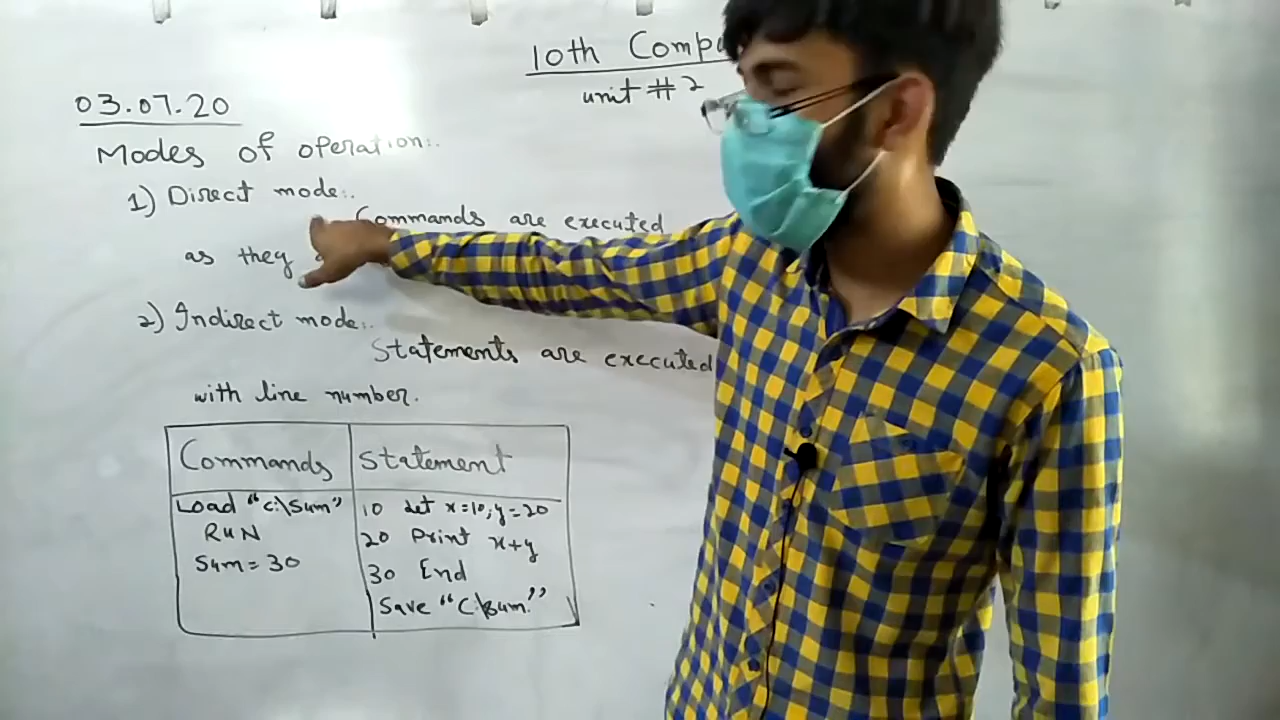 10th Compu
unit # 2
03.07.20
Modes of operation:.
1) Direct mode:.
Commands are executed
as they
2) Indirect mode:.
Statements are executed
with line number.
Commands
Statement
Load "c:\Sum"
RUN
Sum = 30
10 Let x=10, y=20
20 Print x+y
30 End
Save "C:\sum"